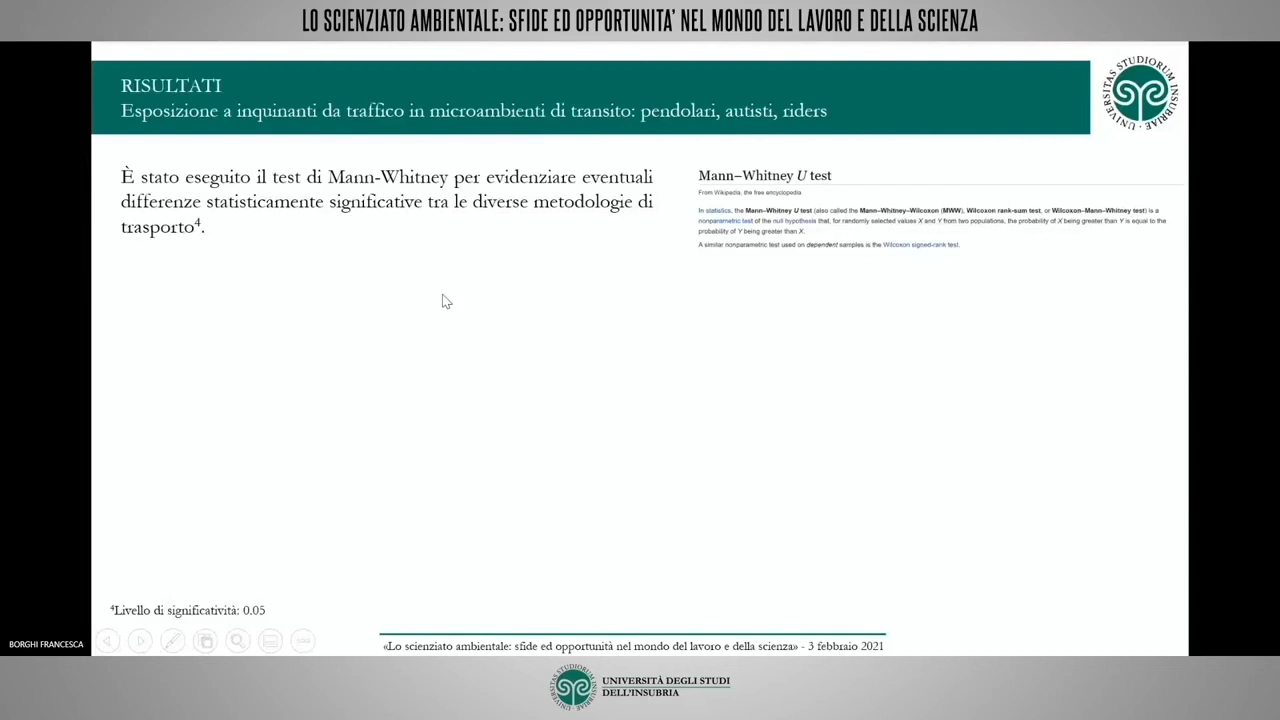 LO SCIENZIATO AMBIENTALE: SFIDE ED OPPORTUNITA' NEL MONDO DEL LAVORO E DELLA SCIENZA
RISULTATI
Esposizione a inquinanti da traffico in microambienti di transito: pendolari, autisti, riders
UNIVERSITAS STUDIORUM INSUBRIAE
È stato eseguito il test di Mann-Whitney per evidenziare eventuali
differenze statisticamente significative tra le diverse metodologie di
trasporto⁴.
Mann–Whitney U test
From Wikipedia, the free encyclopedia
In statistics, the Mann–Whitney U test (also called the Mann–Whitney–Wilcoxon (MWW), Wilcoxon rank-sum test, or Wilcoxon–Mann–Whitney test) is a
nonparametric test of the null hypothesis that, for randomly selected values X and Y from two populations, the probability of X being greater than Y is equal to the
probability of Y being greater than X.
A similar nonparametric test used on dependent samples is the Wilcoxon signed-rank test.
⁴Livello di significatività: 0.05
BORGHI FRANCESCA
«Lo scienziato ambientale: sfide ed opportunità nel mondo del lavoro e della scienza» - 3 febbraio 2021
UNIVERSITÀ DEGLI STUDI
DELL'INSUBRIA